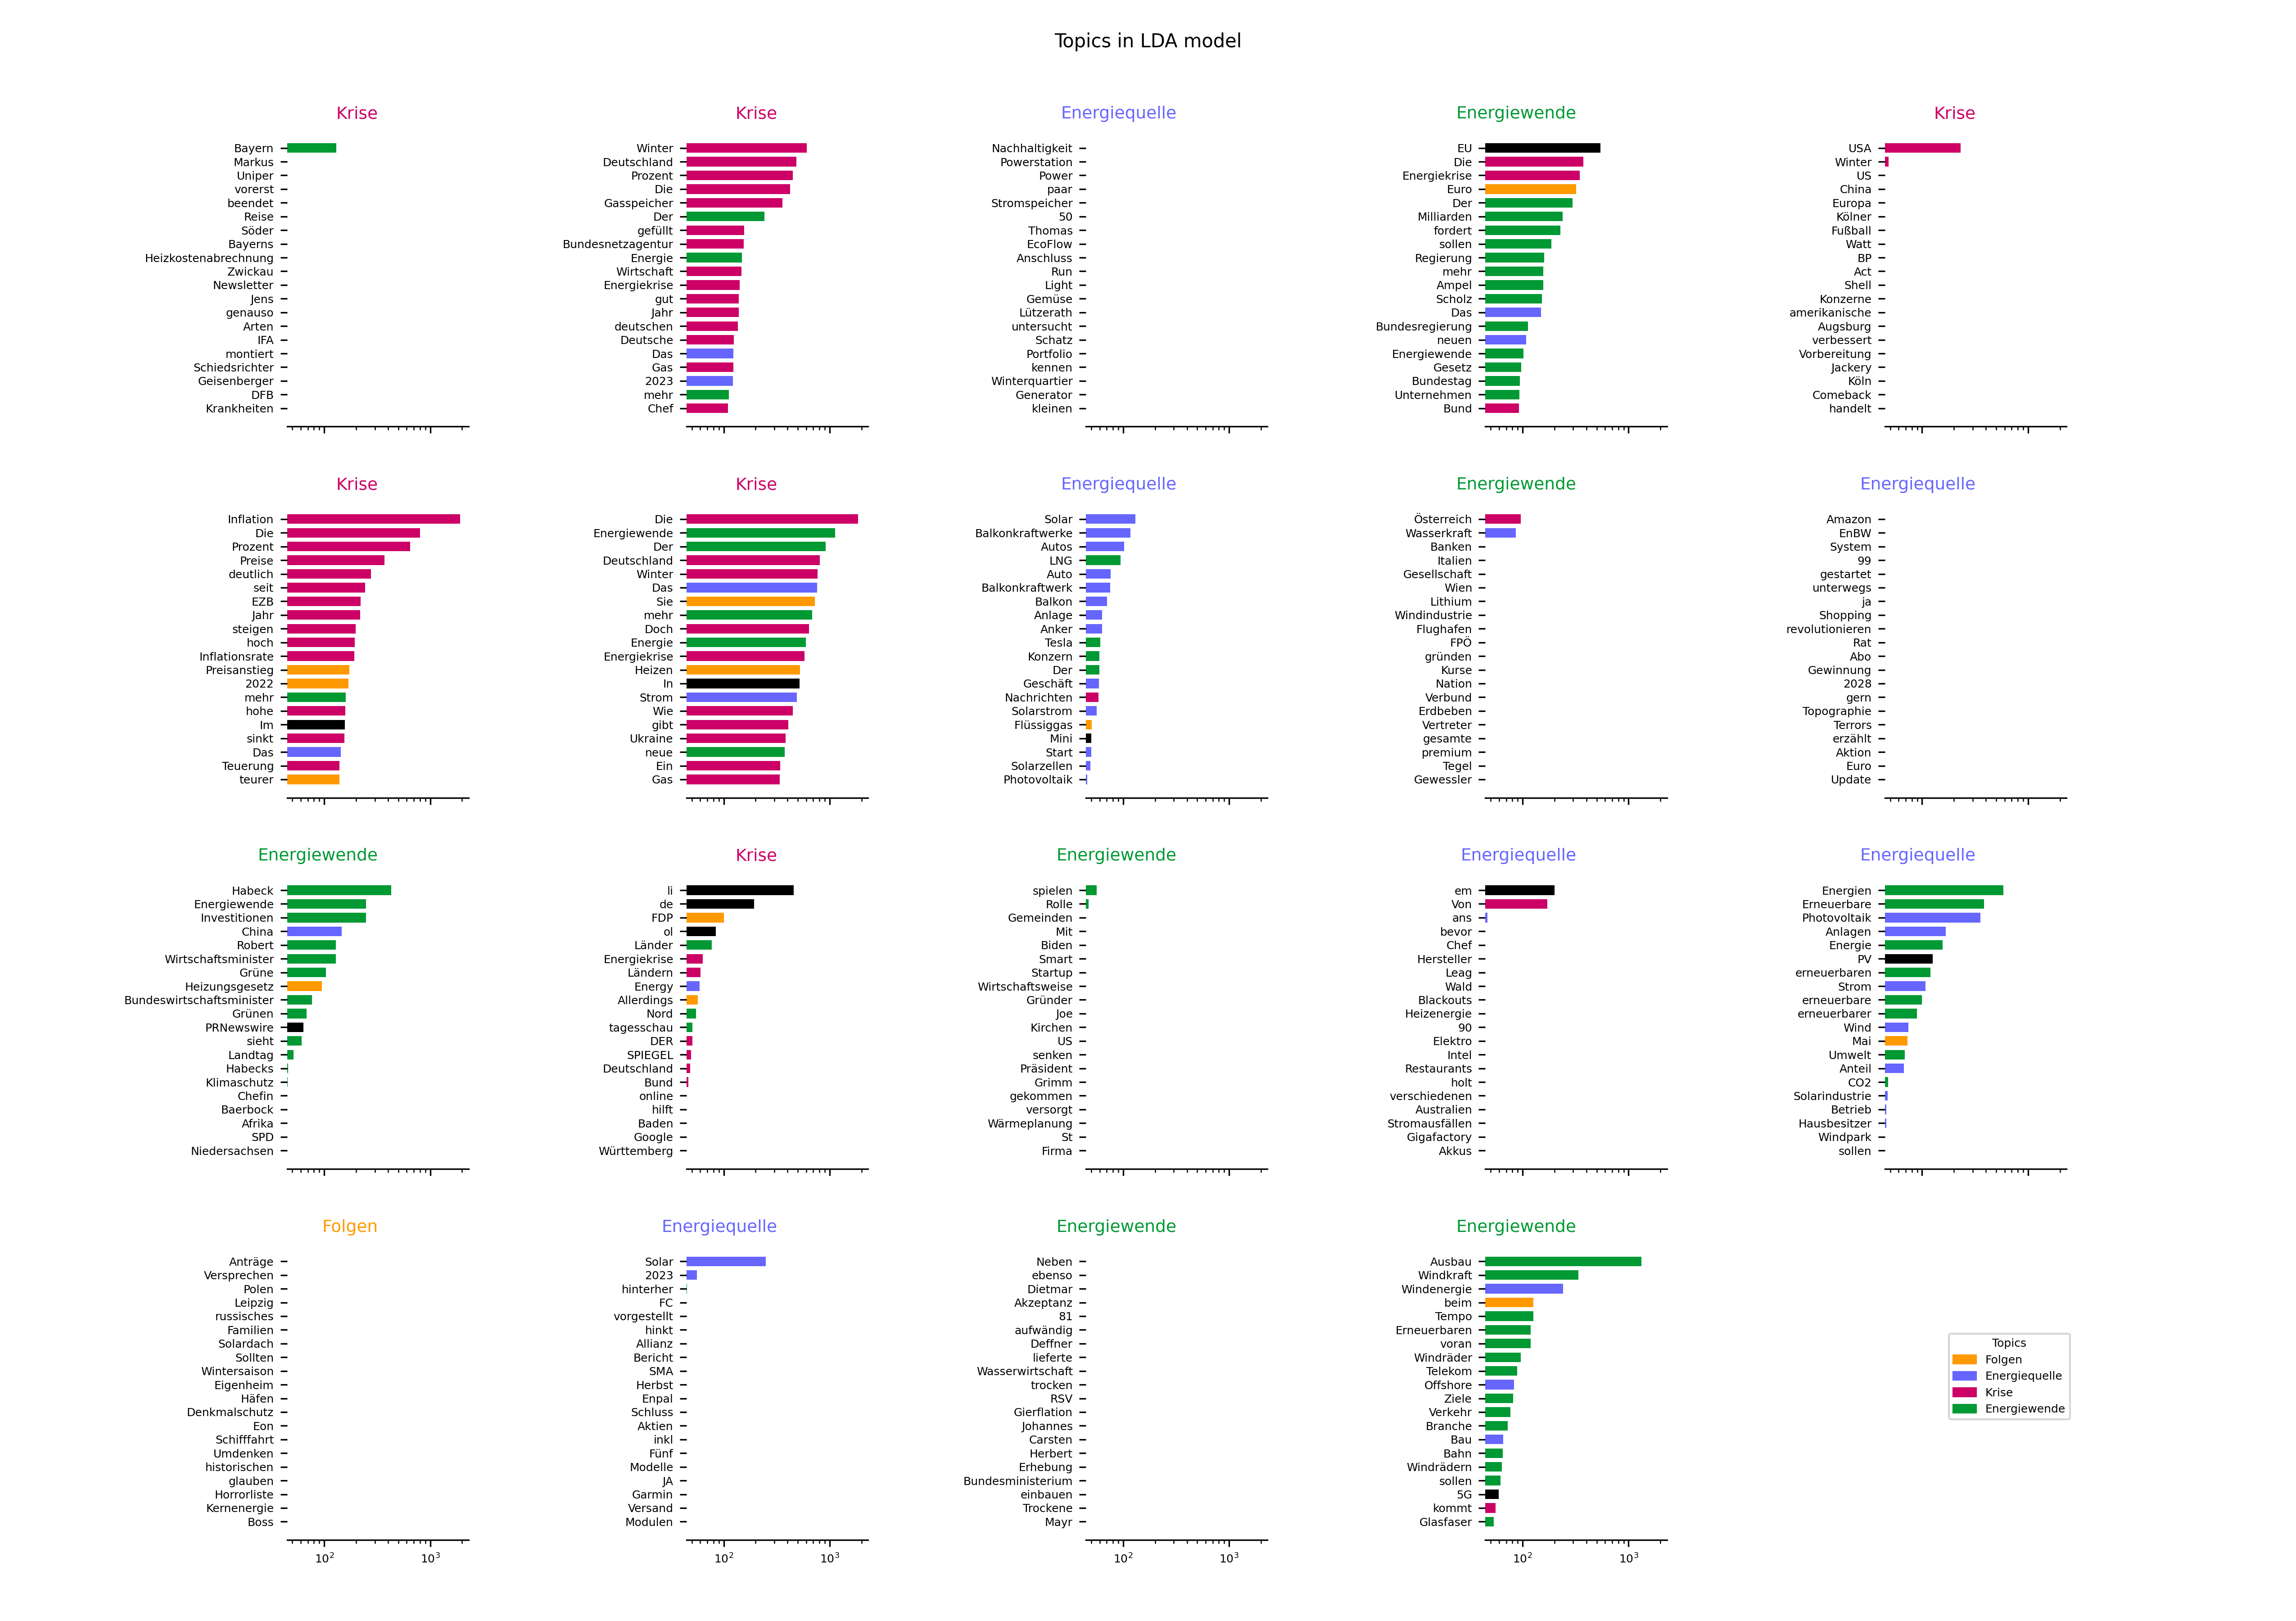 Topics in LDA model
Krise
Bayern
Markus
Uniper
vorerst
beendet
Reise
Söder
Bayerns
Heizkostenabrechnung
Zwickau
Newsletter
Jens
genauso
Arten
IFA
montiert
Schiedsrichter
Geisenberger
DFB
Krankheiten
Krise
Winter
Deutschland
Prozent
Die
Gasspeicher
Der
gefüllt
Bundesnetzagentur
Energie
Wirtschaft
Energiekrise
gut
Jahr
deutschen
Deutsche
Das
Gas
2023
mehr
Chef
Energiequelle
Nachhaltigkeit
Powerstation
Power
paar
Stromspeicher
50
Thomas
EcoFlow
Anschluss
Run
Light
Gemüse
Lützerath
untersucht
Schatz
Portfolio
kennen
Winterquartier
Generator
kleinen
Energiewende
EU
Die
Energiekrise
Euro
Der
Milliarden
fordert
sollen
Regierung
mehr
Ampel
Scholz
Das
Bundesregierung
neuen
Energiewende
Gesetz
Bundestag
Unternehmen
Bund
Krise
USA
Winter
US
China
Europa
Kölner
Fußball
Watt
BP
Act
Shell
Konzerne
amerikanische
Augsburg
verbessert
Vorbereitung
Jackery
Köln
Comeback
handelt
Krise
Inflation
Die
Prozent
Preise
deutlich
seit
EZB
Jahr
steigen
hoch
Inflationsrate
Preisanstieg
2022
mehr
hohe
Im
sinkt
Das
Teuerung
teurer
Krise
Die
Energiewende
Der
Deutschland
Winter
Das
Sie
mehr
Doch
Energie
Energiekrise
Heizen
In
Strom
Wie
gibt
Ukraine
neue
Ein
Gas
Energiequelle
Solar
Balkonkraftwerke
Autos
LNG
Auto
Balkonkraftwerk
Balkon
Anlage
Anker
Tesla
Konzern
Der
Geschäft
Nachrichten
Solarstrom
Flüssiggas
Mini
Start
Solarzellen
Photovoltaik
Energiewende
Österreich
Wasserkraft
Banken
Italien
Gesellschaft
Wien
Lithium
Windindustrie
Flughafen
FPÖ
gründen
Kurse
Nation
Verbund
Erdbeben
Vertreter
gesamte
premium
Tegel
Gewessler
Energiequelle
Amazon
EnBW
System
99
gestartet
unterwegs
ja
Shopping
revolutionieren
Rat
Abo
Gewinnung
2028
gern
Topographie
Terrors
erzählt
Aktion
Euro
Update
Energiewende
Habeck
Energiewende
Investitionen
China
Robert
Wirtschaftsminister
Grüne
Heizungsgesetz
Bundeswirtschaftsminister
Grünen
PRNewswire
sieht
Landtag
Habecks
Klimaschutz
Chefin
Baerbock
Afrika
SPD
Niedersachsen
Krise
li
de
FDP
ol
Länder
Energiekrise
Ländern
Energy
Allerdings
Nord
tagesschau
DER
SPIEGEL
Deutschland
Bund
online
hilft
Baden
Google
Württemberg
Energiewende
spielen
Rolle
Gemeinden
Mit
Biden
Smart
Startup
Wirtschaftsweise
Gründer
Joe
Kirchen
US
senken
Präsident
Grimm
gekommen
versorgt
Wärmeplanung
St
Firma
Energiequelle
em
Von
ans
bevor
Chef
Hersteller
Leag
Wald
Blackouts
Heizenergie
90
Elektro
Intel
Restaurants
holt
verschiedenen
Australien
Stromausfällen
Gigafactory
Akkus
Energiequelle
Energien
Erneuerbare
Photovoltaik
Anlagen
Energie
PV
erneuerbaren
Strom
erneuerbare
erneuerbarer
Wind
Mai
Umwelt
Anteil
CO2
Solarindustrie
Betrieb
Hausbesitzer
Windpark
sollen
Folgen
Anträge
Versprechen
Polen
Leipzig
russisches
Familien
Solardach
Sollten
Wintersaison
Eigenheim
Häfen
Denkmalschutz
Eon
Schifffahrt
Umdenken
historischen
glauben
Horrorliste
Kernenergie
Boss
10² 10³
Energiequelle
Solar
2023
hinterher
FC
vorgestellt
hinkt
Allianz
Bericht
SMA
Herbst
Enpal
Schluss
Aktien
inkl
Fünf
Modelle
JA
Garmin
Versand
Modulen
10² 10³
Energiewende
Neben
ebenso
Dietmar
Akzeptanz
81
aufwändig
Deffner
lieferte
Wasserwirtschaft
trocken
RSV
Gierflation
Johannes
Carsten
Herbert
Erhebung
Bundesministerium
einbauen
Trockene
Mayr
10² 10³
Energiewende
Ausbau
Windkraft
Windenergie
beim
Tempo
Erneuerbaren
voran
Windräder
Telekom
Offshore
Ziele
Verkehr
Branche
Bau
Bahn
Windrädern
sollen
5G
kommt
Glasfaser
10² 10³
Topics
Folgen
Energiequelle
Krise
Energiewende